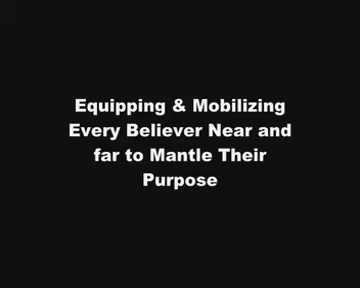 Equipping & Mobilizing
Every Believer Near and
far to Mantle Their
Purpose